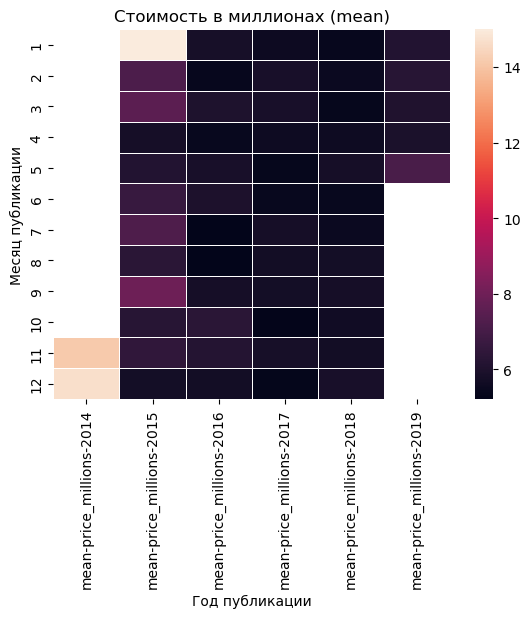 Стоимость в миллионах (mean)
Месяц публикации
1
2
3
4
5
6
7
8
9
10
11
12
mean-price_millions-2014
mean-price_millions-2015
mean-price_millions-2016
mean-price_millions-2017
mean-price_millions-2018
mean-price_millions-2019
Год публикации
14
12
10
8
6